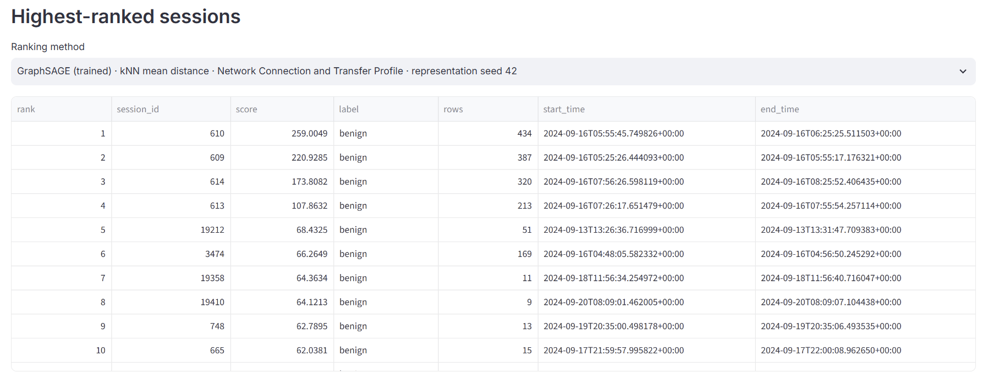 Highest-ranked sessions
Ranking method
GraphSAGE (trained) · kNN mean distance · Network Connection and Transfer Profile · representation seed 42
rank session_id score label rows start_time end_time
1 610 259.0049 benign 434 2024-09-16T05:55:45.749826+00:00 2024-09-16T06:25:25.511503+00:00
2 609 220.9285 benign 387 2024-09-16T05:25:26.444093+00:00 2024-09-16T05:55:17.176321+00:00
3 614 173.8082 benign 320 2024-09-16T07:56:26.598119+00:00 2024-09-16T08:25:52.406435+00:00
4 613 107.8632 benign 213 2024-09-16T07:26:17.651479+00:00 2024-09-16T07:55:54.257114+00:00
5 19212 68.4325 benign 51 2024-09-13T13:26:36.716999+00:00 2024-09-13T13:31:47.709383+00:00
6 3474 66.2649 benign 169 2024-09-16T04:48:05.582332+00:00 2024-09-16T04:56:50.245292+00:00
7 19358 64.3634 benign 11 2024-09-18T11:56:34.254972+00:00 2024-09-18T11:56:40.716047+00:00
8 19410 64.1213 benign 9 2024-09-20T08:09:01.462005+00:00 2024-09-20T08:09:07.104438+00:00
9 748 62.7895 benign 13 2024-09-19T20:35:00.498178+00:00 2024-09-19T20:35:06.493535+00:00
10 665 62.0381 benign 15 2024-09-17T21:59:57.995822+00:00 2024-09-17T22:00:08.962650+00:00